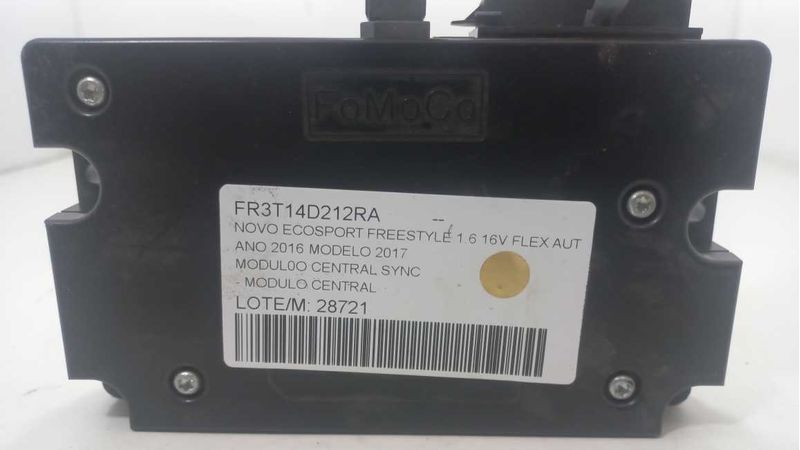 FoMoCo
FR3T14D212RA --
NOVO ECOSPORT FREESTYLE 1.6 16V FLEX AUT
ANO 2016 MODELO 2017
MODUL0O CENTRAL SYNC
- MODULO CENTRAL
LOTE/M: 28721